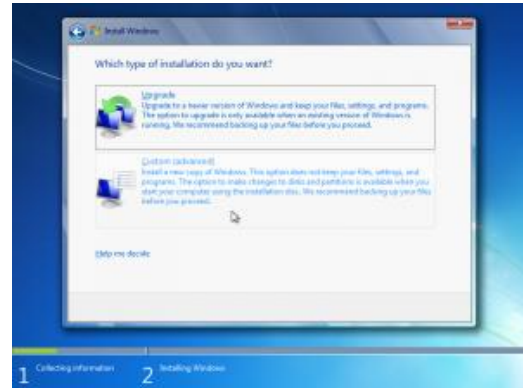 Install Windows
Which type of installation do you want?
Upgrade
Upgrade to a newer version of Windows and keep your files, settings, and programs.
The option to upgrade is only available when an existing version of Windows is
running. We recommend backing up your files before you proceed.
Custom (advanced)
Install a new copy of Windows. This option does not keep your files, settings, and
programs. The option to make changes to disks and partitions is available when you
start your computer using the installation disc. We recommend backing up your files
before you proceed.
Help me decide
1 Collecting information
2 Installing Windows